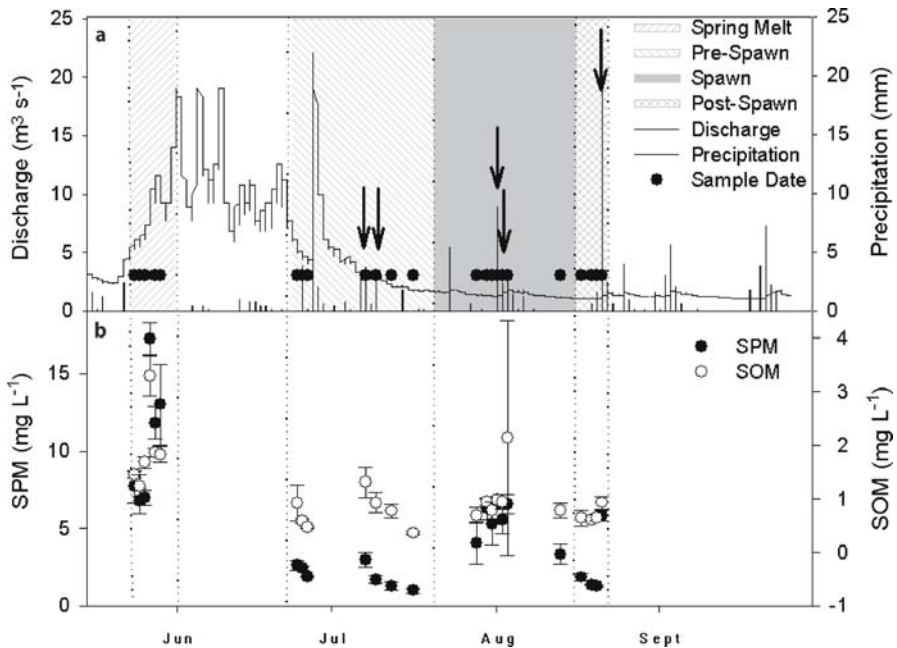 a
25
20
15
10
5
0
Discharge (m³ s⁻¹)
25
20
15
10
5
0
Precipitation (mm)
Spring Melt
Pre-Spawn
Spawn
Post-Spawn
Discharge
Precipitation
Sample Date
b
15
10
5
0
SPM (mg L⁻¹)
4
3
2
1
0
-1
SOM (mg L⁻¹)
SPM
SOM
Jun
Jul
Aug
Sept